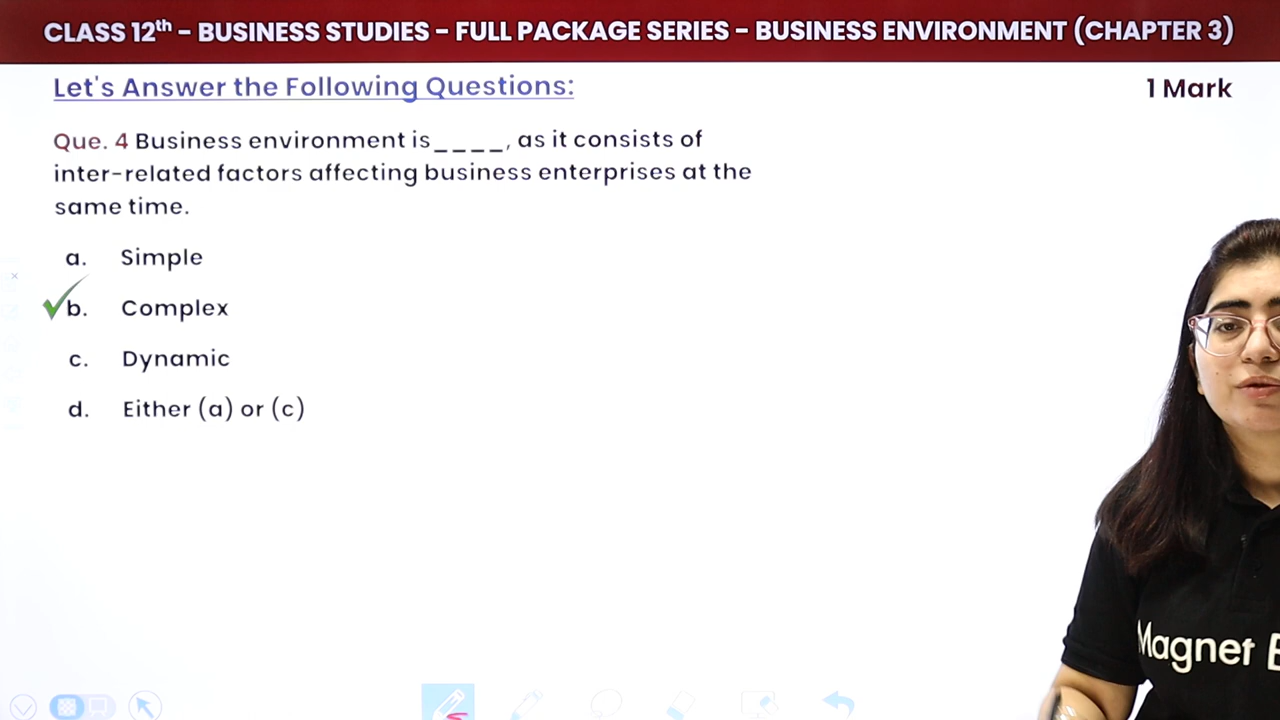 CLASS 12th – BUSINESS STUDIES – FULL PACKAGE SERIES – BUSINESS ENVIRONMENT (CHAPTER 3)
Let's Answer the Following Questions:
1 Mark
Que. 4 Business environment is____, as it consists of
inter-related factors affecting business enterprises at the
same time.
a. Simple
b. Complex
c. Dynamic
d. Either (a) or (c)
Magnet